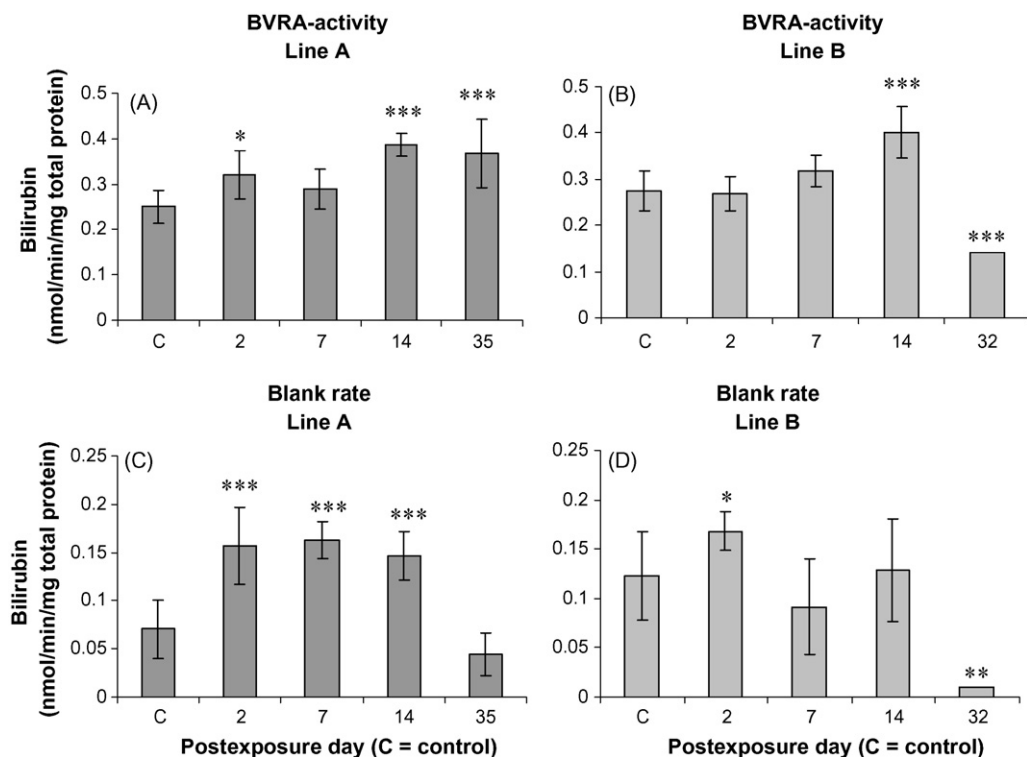 BVRA-activity
Line A
BVRA-activity
Line B
Bilirubin
(nmol/min/mg total protein)
(A)
0.5
0.4
0.3
0.2
0.1
0
*
***
***
C 2 7 14 35
(B)
0.5
0.4
0.3
0.2
0.1
0
***
***
C 2 7 14 32
Blank rate
Line A
Blank rate
Line B
Bilirubin
(nmol/min/mg total protein)
(C)
0.25
0.2
0.15
0.1
0.05
0
***
***
***
C 2 7 14 35
Postexposure day (C = control)
(D)
0.25
0.2
0.15
0.1
0.05
0
*
**
C 2 7 14 32